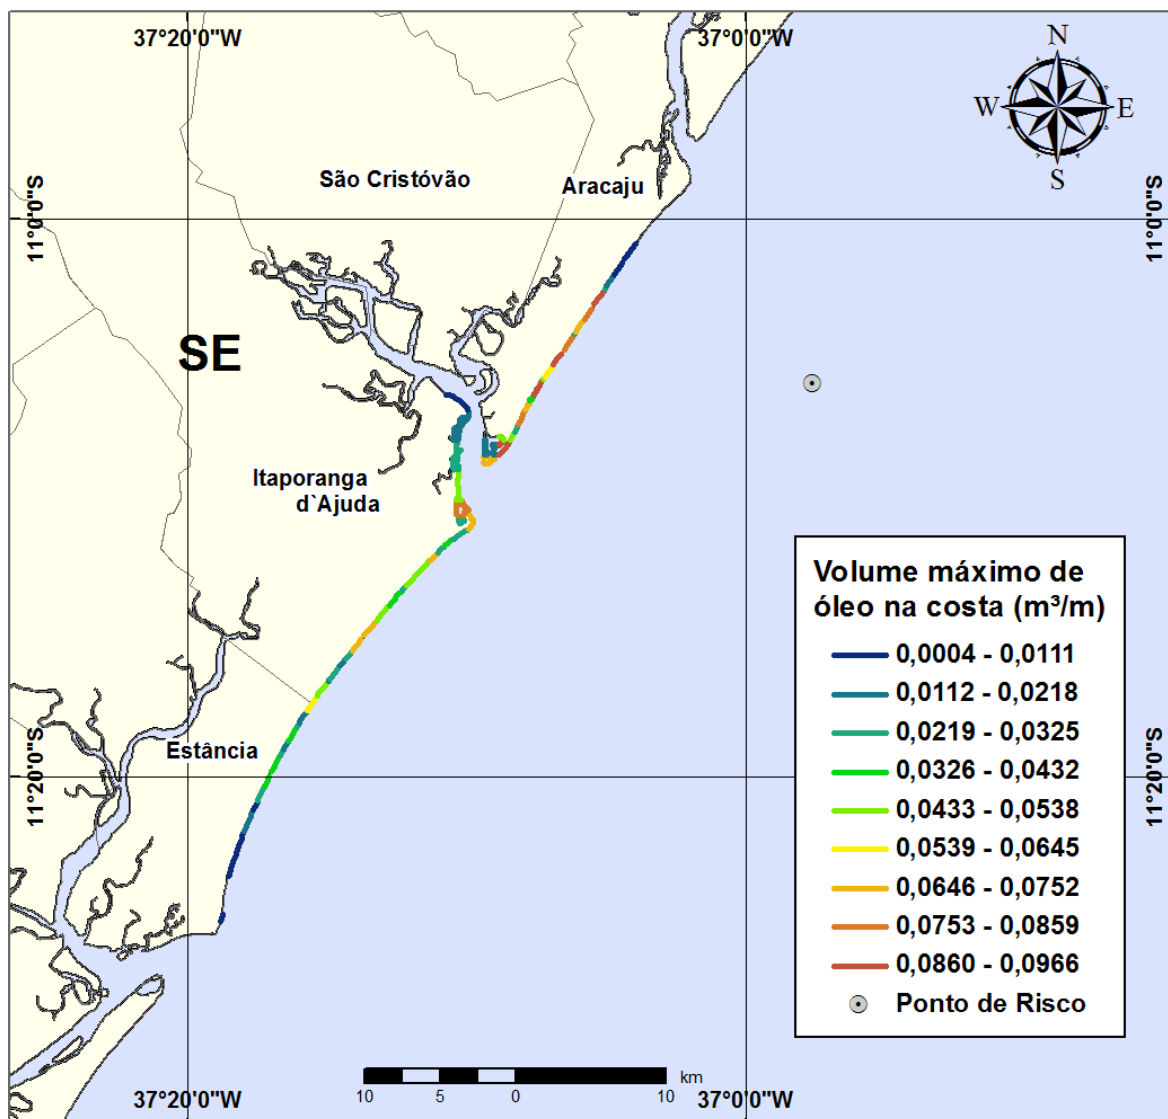 37°20'0"W
37°0'0"W
N
W
E
S
São Cristóvão
Aracaju
11°0'0"S
11°0'0"S
SE
Itaporanga
d`Ajuda
Volume máximo de
óleo na costa (m³/m)
0,0004 - 0,0111
0,0112 - 0,0218
0,0219 - 0,0325
0,0326 - 0,0432
0,0433 - 0,0538
0,0539 - 0,0645
0,0646 - 0,0752
0,0753 - 0,0859
0,0860 - 0,0966
Ponto de Risco
Estância
11°20'0"S
11°20'0"S
km
10
5
0
10
37°20'0"W
37°0'0"W